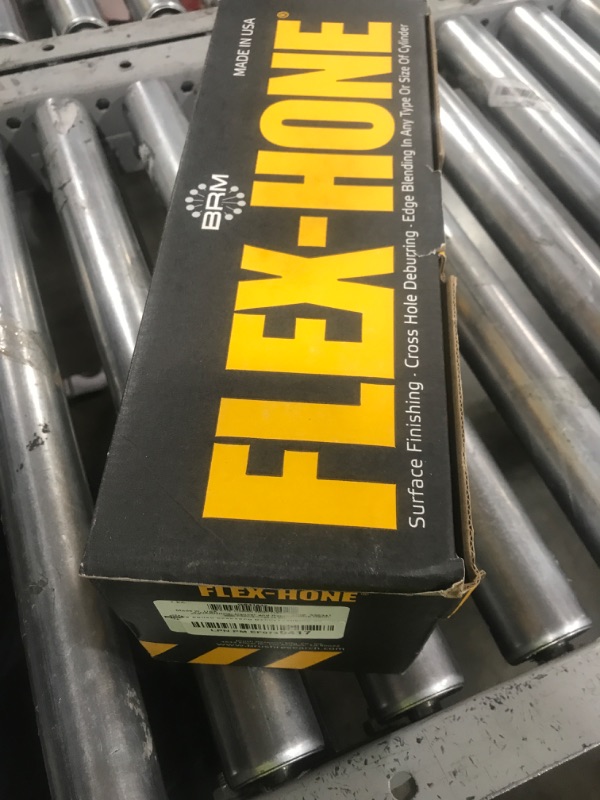 MADE IN USA
BRM
FLEX-HONE®
Surface Finishing · Cross Hole Deburring · Edge Blending In Any Type Or Size Of Cylinder
FLEX-HONE